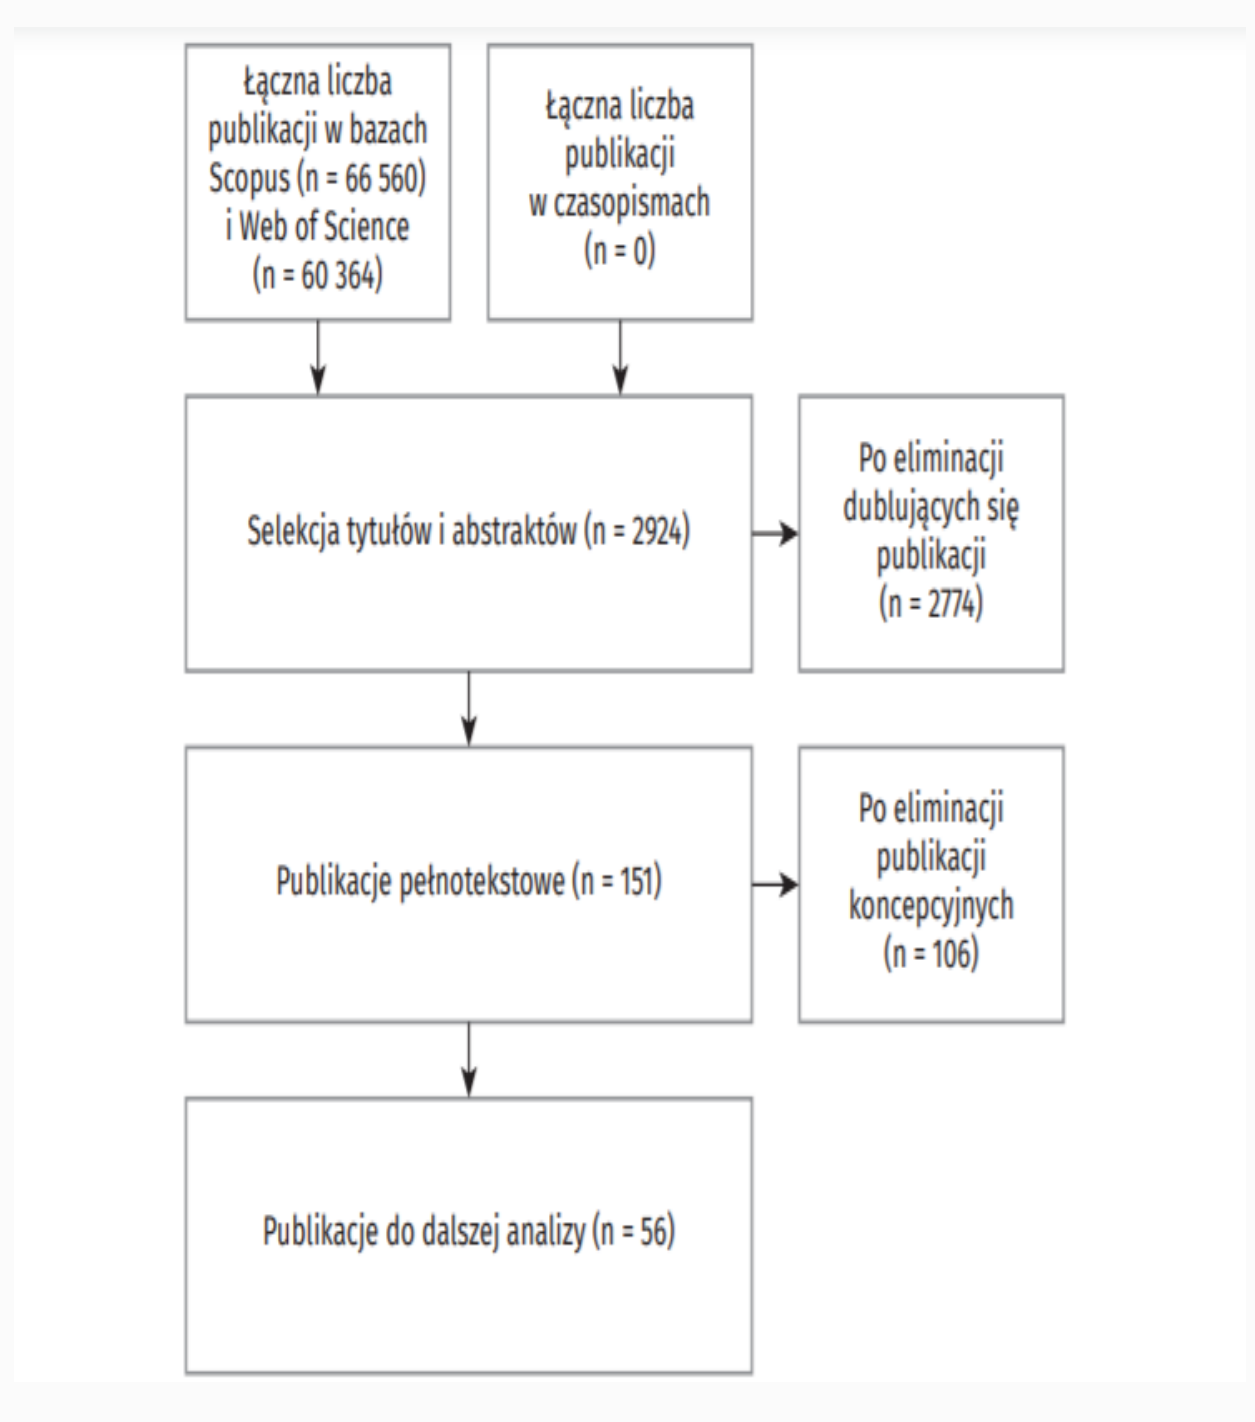 Łączna liczba
publikacji w bazach
Scopus (n = 66 560)
i Web of Science
(n = 60 364)
Łączna liczba
publikacji
w czasopismach
(n = 0)
Selekcja tytułów i abstraktów (n = 2924)
Po eliminacji
dublujących się
publikacji
(n = 2774)
Publikacje pełnotekstowe (n = 151)
Po eliminacji
publikacji
koncepcyjnych
(n = 106)
Publikacje do dalszej analizy (n = 56)